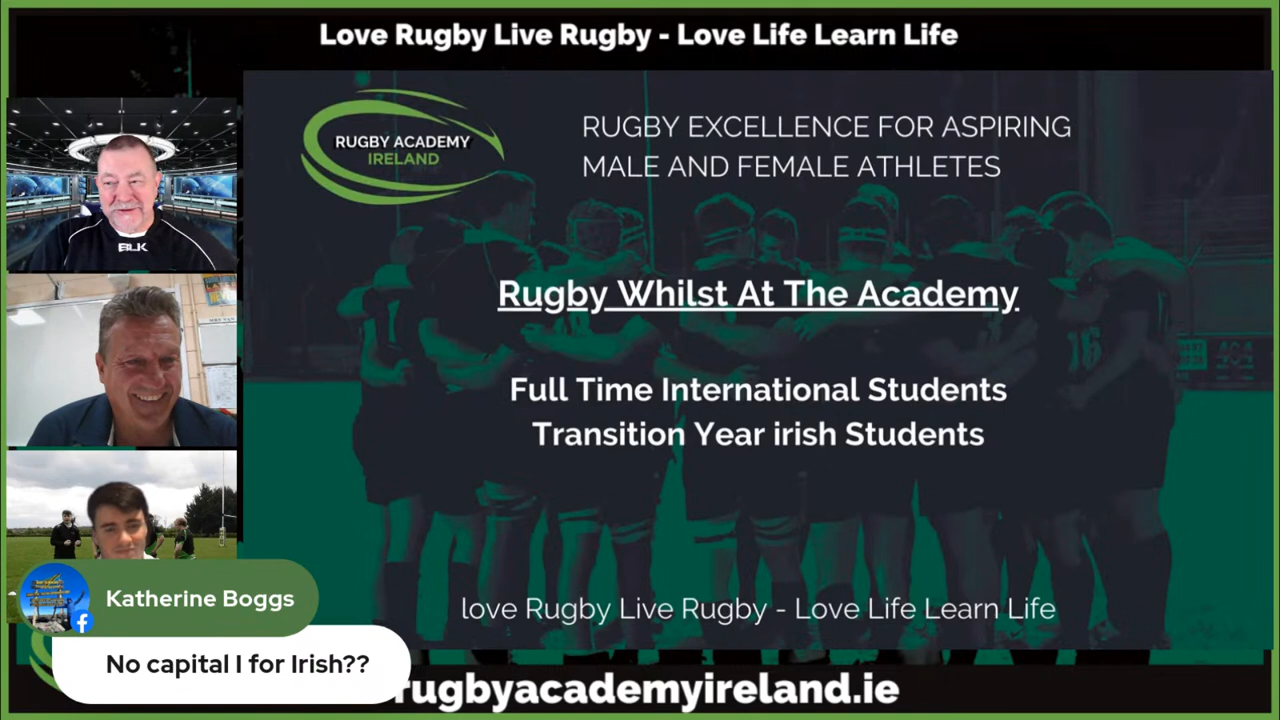 Love Rugby Live Rugby - Love Life Learn Life
RUGBY ACADEMY
IRELAND
RUGBY EXCELLENCE FOR ASPIRING
MALE AND FEMALE ATHLETES
BLK
Rugby Whilst At The Academy
Full Time International Students
Transition Year irish Students
16
love Rugby Live Rugby - Love Life Learn Life
Katherine Boggs
No capital I for Irish??
rugbyacademyireland.ie